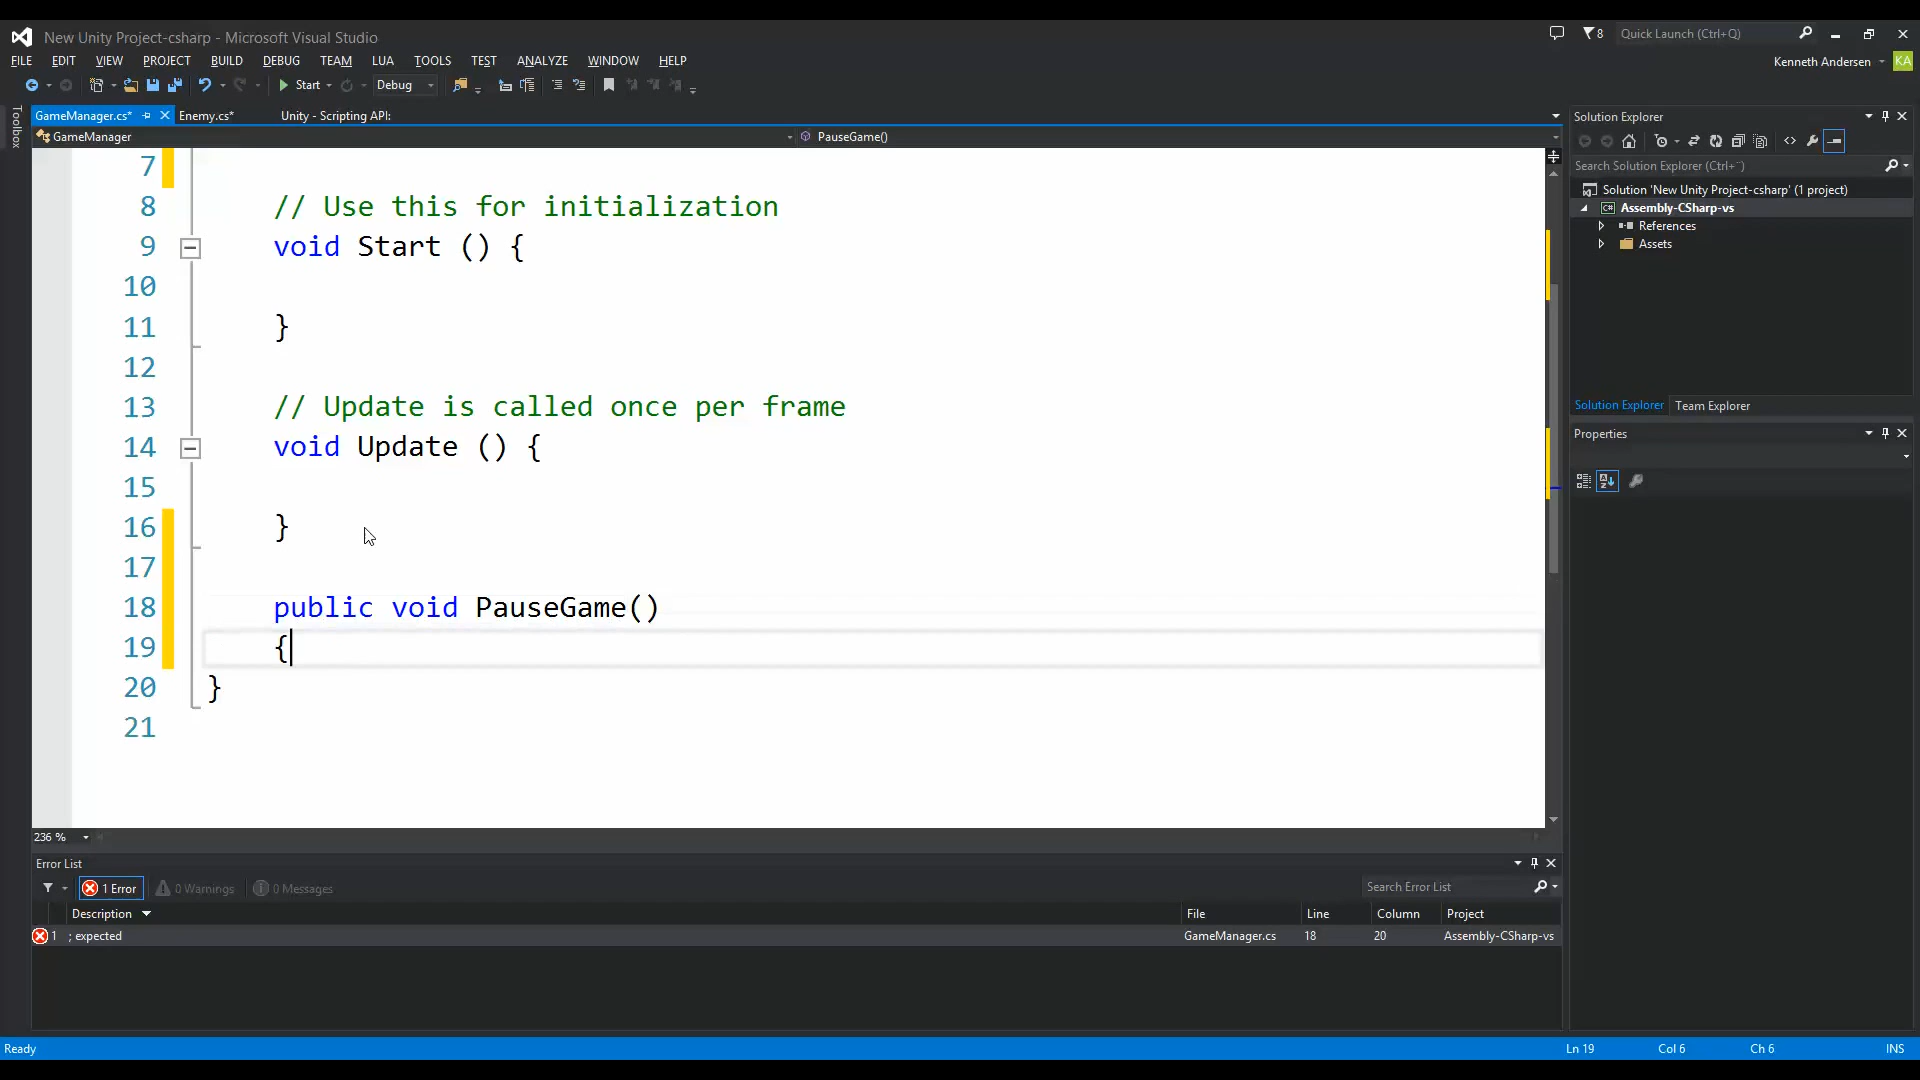 New Unity Project-csharp - Microsoft Visual Studio
8
Quick Launch (Ctrl+Q)
FILE EDIT VIEW PROJECT BUILD DEBUG TEAM LUA TOOLS TEST ANALYZE WINDOW HELP
Kenneth Andersen KA
Start Debug
Toolbox
GameManager.cs* Enemy.cs* Unity - Scripting API:
GameManager PauseGame()
7
8 // Use this for initialization
9 void Start () {
10
11 }
12
13 // Update is called once per frame
14 void Update () {
15
16 }
17
18 public void PauseGame()
19 {
20 }
21
236 %
Error List
1 Error 0 Warnings 0 Messages
Search Error List
Description File Line Column Project
1 ; expected GameManager.cs 18 20 Assembly-CSharp-vs
Solution Explorer
Search Solution Explorer (Ctrl+¨)
Solution 'New Unity Project-csharp' (1 project)
C# Assembly-CSharp-vs
References
Assets
Solution Explorer Team Explorer
Properties
Ready Ln 19 Col 6 Ch 6 INS